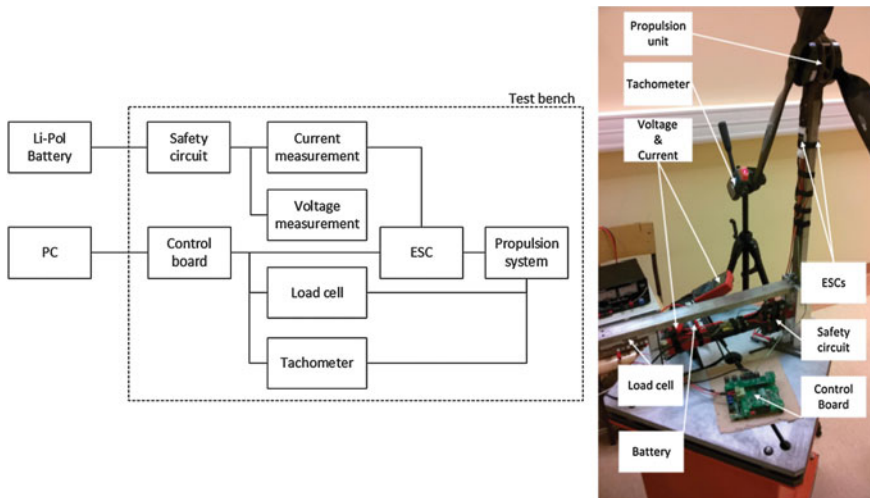 Test bench
Li-Pol
Battery
Safety
circuit
Current
measurement
Voltage
measurement
PC
Control
board
ESC
Propulsion
system
Load cell
Tachometer
Propulsion
unit
Tachometer
Voltage
&
Current
ESCs
Safety
circuit
Load cell
Control
Board
Battery